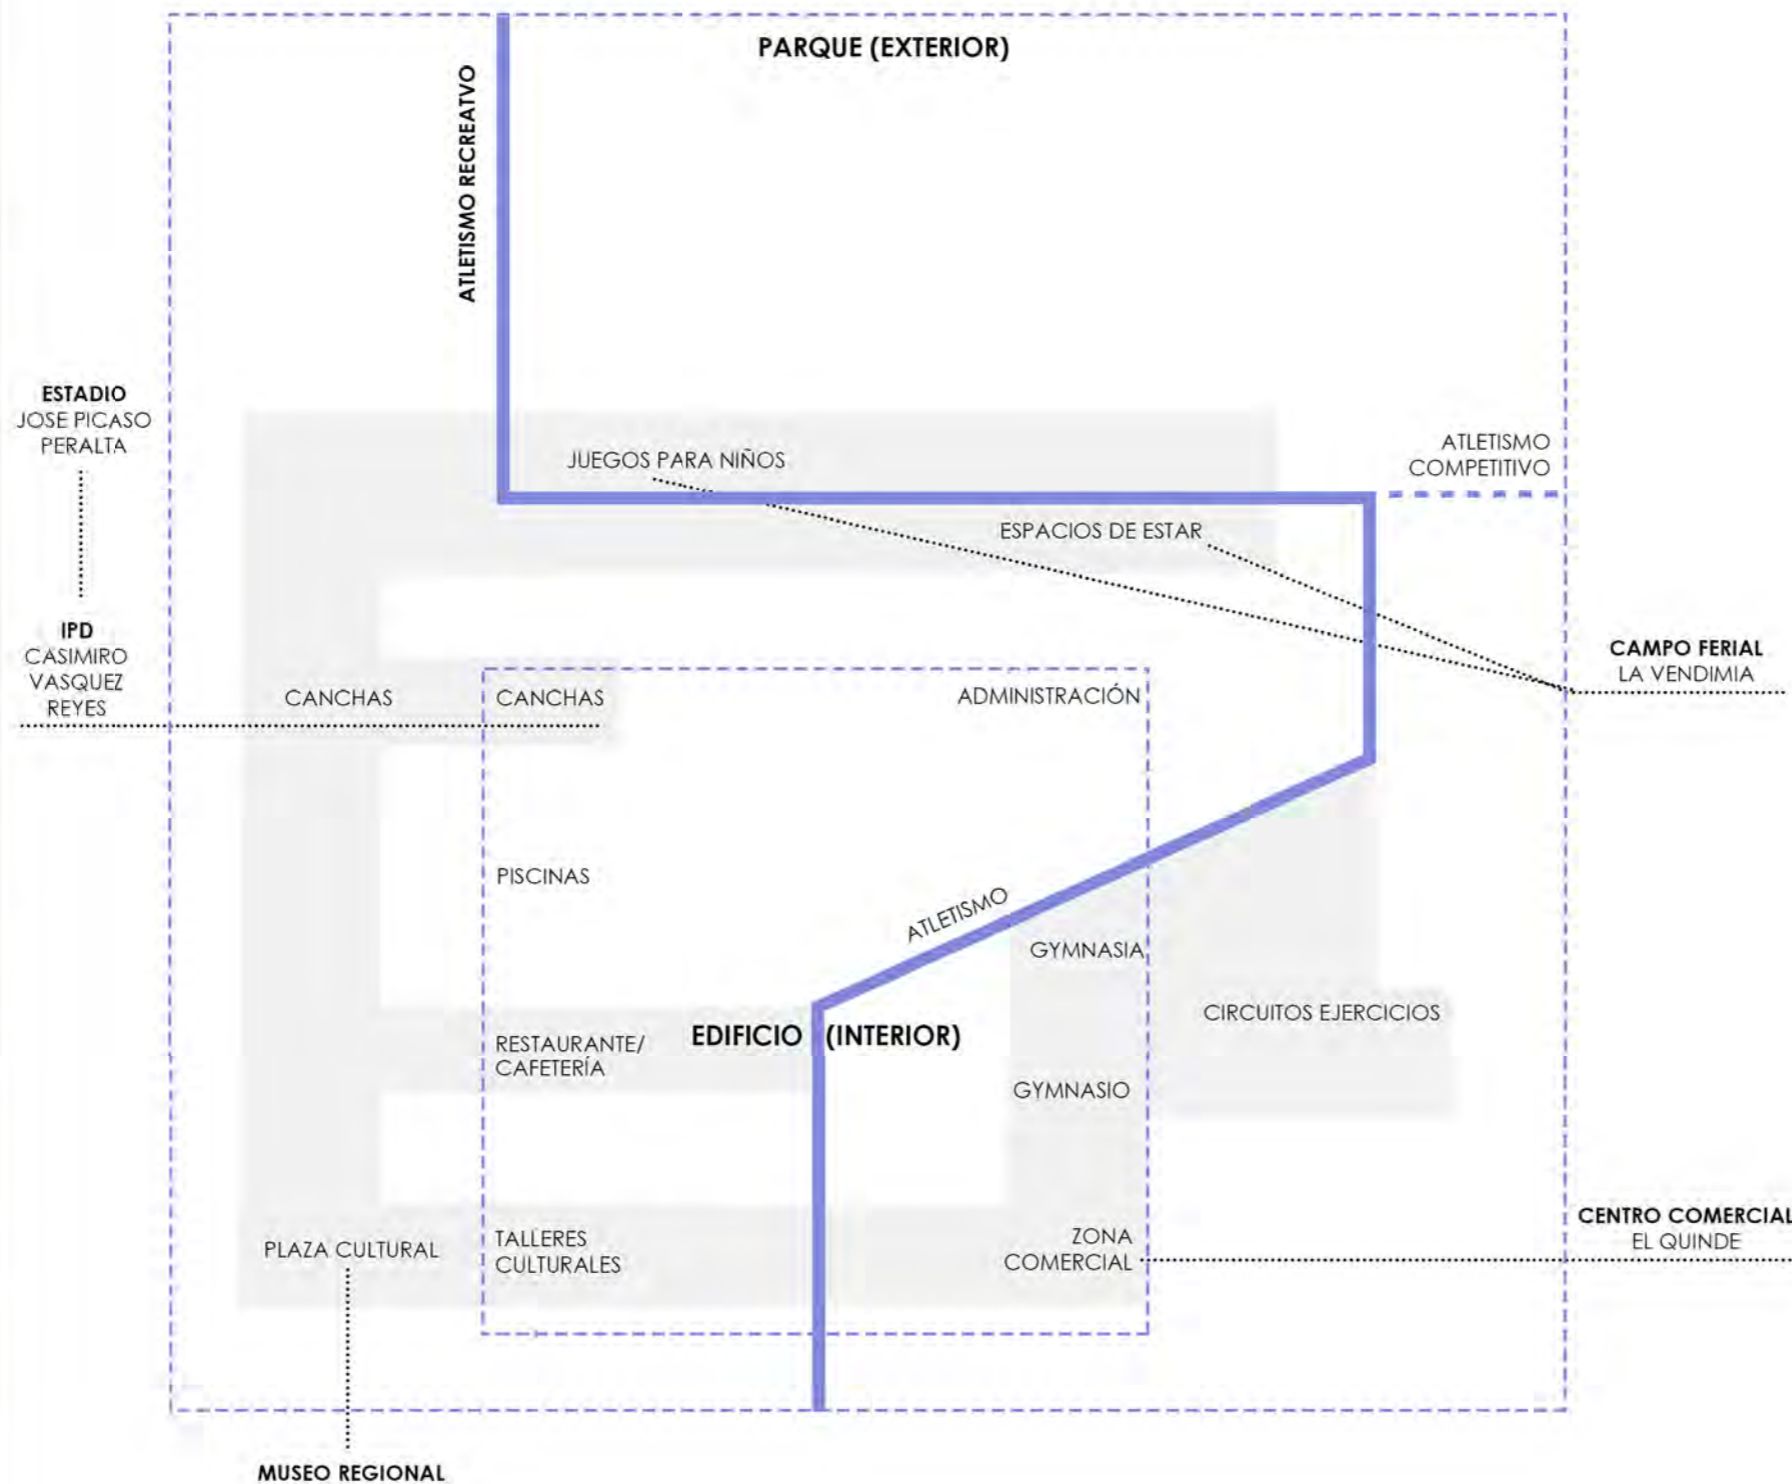 PARQUE (EXTERIOR)
ATLETISMO RECREATVO
ESTADIO
JOSE PICASO
PERALTA
JUEGOS PARA NIÑOS
ATLETISMO
COMPETITIVO
ESPACIOS DE ESTAR
IPD
CASIMIRO
VASQUEZ
REYES
CAMPO FERIAL
LA VENDIMIA
CANCHAS
CANCHAS
ADMINISTRACIÓN
PISCINAS
ATLETISMO
GYMNASIA
CIRCUITOS EJERCICIOS
EDIFICIO (INTERIOR)
RESTAURANTE/
CAFETERÍA
GYMNASIO
PLAZA CULTURAL
TALLERES
CULTURALES
ZONA
COMERCIAL
CENTRO COMERCIAL
EL QUINDE
MUSEO REGIONAL